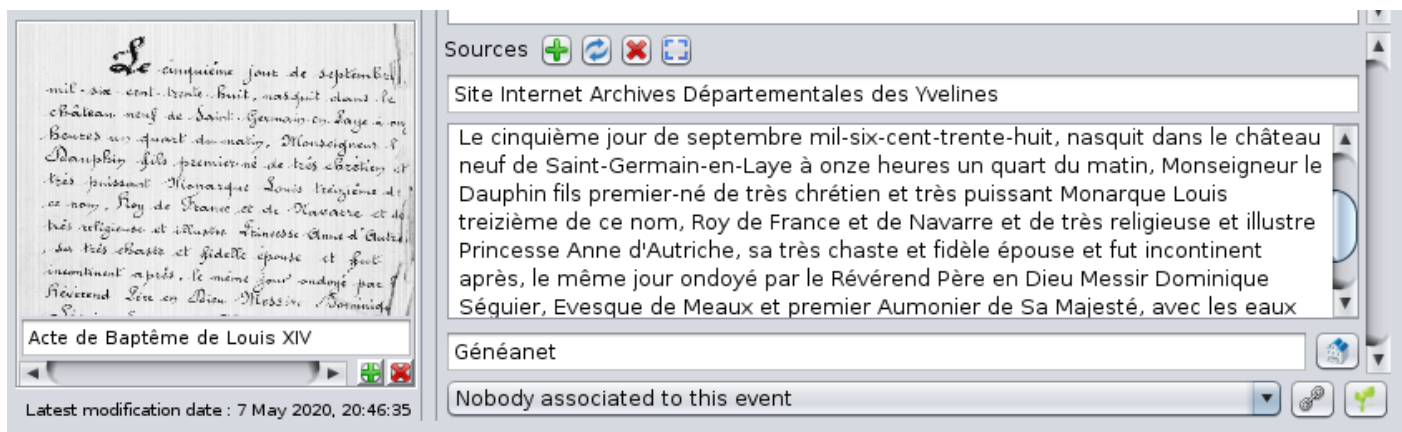 Le cinquième jour de septembre
mil-six-cent-trente-huit, nasquit dans le
château neuf de Saint-Germain-en-Laye à onz
heures un quart du matin, Monseigneur l
Dauphin fils premier-né de très chrétien et
très puissant Monarque Louis treizième de
ce nom, Roy de France et de Navarre et de
très religieuse et illustre Princesse Anne d'Autri
sa très chaste et fidelle épouse et fut
incontinent après, le même jour ondoyé par l
Révérend Père en Dieu Messire Dominiq
Acte de Baptême de Louis XIV
Latest modification date : 7 May 2020, 20:46:35
Sources
Site Internet Archives Départementales des Yvelines
Le cinquième jour de septembre mil-six-cent-trente-huit, nasquit dans le château
neuf de Saint-Germain-en-Laye à onze heures un quart du matin, Monseigneur le
Dauphin fils premier-né de très chrétien et très puissant Monarque Louis
treizième de ce nom, Roy de France et de Navarre et de très religieuse et illustre
Princesse Anne d'Autriche, sa très chaste et fidèle épouse et fut incontinent
après, le même jour ondoyé par le Révérend Père en Dieu Messir Dominique
Séguier, Evesque de Meaux et premier Aumonier de Sa Majesté, avec les eaux
Généanet
Nobody associated to this event